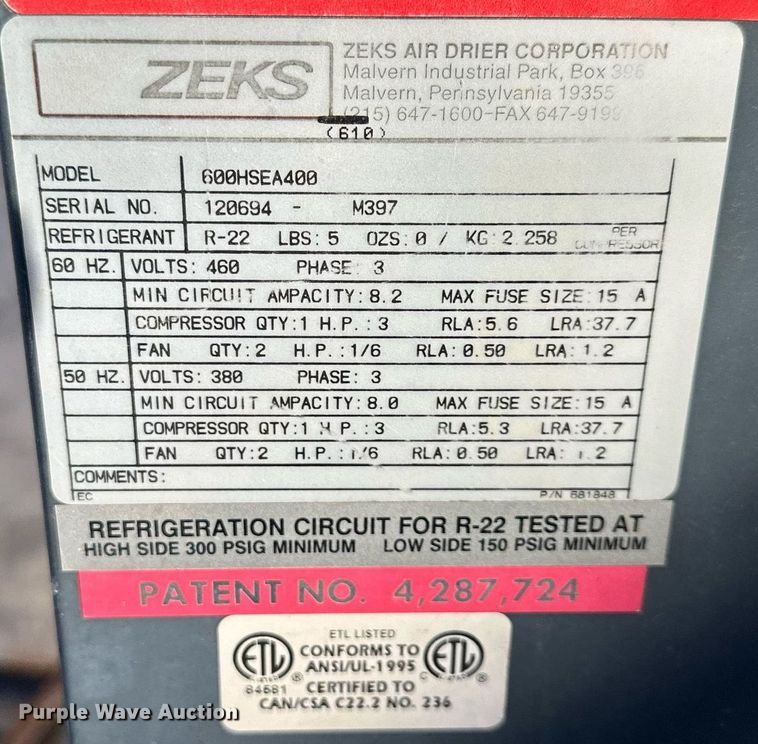 ZEKS
ZEKS AIR DRIER CORPORATION
Malvern Industrial Park, Box 396
Malvern, Pennsylvania 19355
(215) 647-1600-FAX 647-9199
(610)
MODEL 600HSEA400
SERIAL NO. 120694 - M397
REFRIGERANT R-22 LBS: 5 OZS: 0 / KG: 2.258 PER COMPRESSOR
60 HZ. VOLTS: 460 PHASE: 3
MIN CIRCUIT AMPACITY: 8.2 MAX FUSE SIZE: 15 A
COMPRESSOR QTY: 1 H.P.: 3 RLA: 5.6 LRA: 37.7
FAN QTY: 2 H.P.: 1/6 RLA: 0.50 LRA: 1.2
50 HZ. VOLTS: 380 PHASE: 3
MIN CIRCUIT AMPACITY: 8.0 MAX FUSE SIZE: 15 A
COMPRESSOR QTY: 1 H.P.: 3 RLA: 5.3 LRA: 37.7
FAN QTY: 2 H.P.: 1/6 RLA: 0.50 LRA: 1.2
COMMENTS:
EC P/N 681848
REFRIGERATION CIRCUIT FOR R-22 TESTED AT
HIGH SIDE 300 PSIG MINIMUM LOW SIDE 150 PSIG MINIMUM
PATENT NO. 4,287,724
ETL LISTED
ETL CONFORMS TO C ETL
ANSI/UL-1995
84581 CERTIFIED TO
CAN/CSA C22.2 NO. 236
Purple Wave Auction